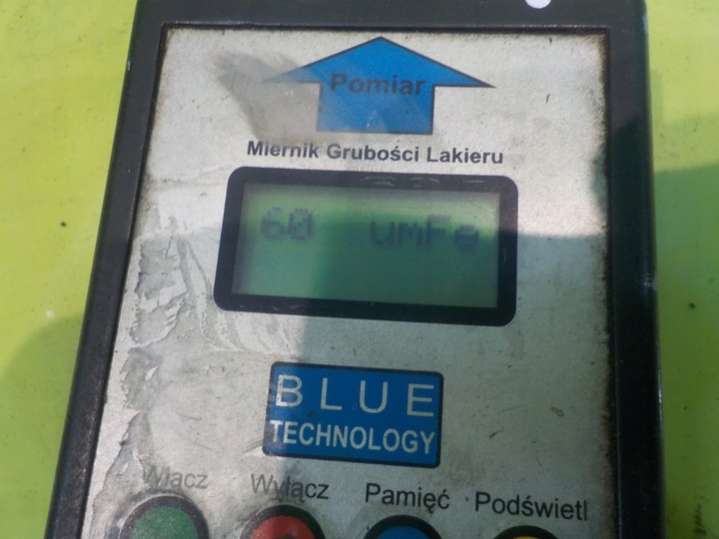 Pomiar
Miernik Grubości Lakieru
60 umFe
BLUE
TECHNOLOGY
Włącz Wyłącz Pamięć Podświetl